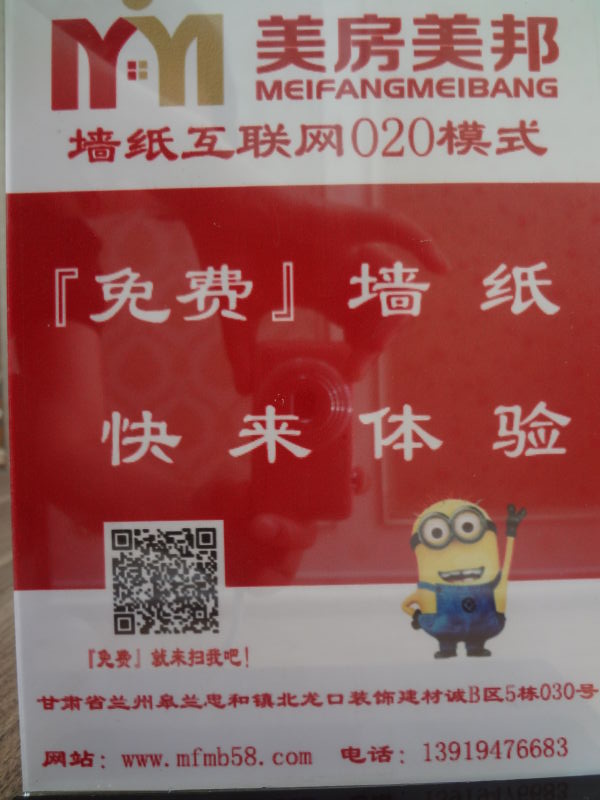 美房美邦
MEIFANGMEIBANG
墙纸互联网O2O模式
『免费』墙纸
快来体验
『免费』就来扫我吧!
甘肃省兰州皋兰忠和镇北龙口装饰建材诚B区5栋030号
网站: www.mfmb58.com 电话: 13919476683